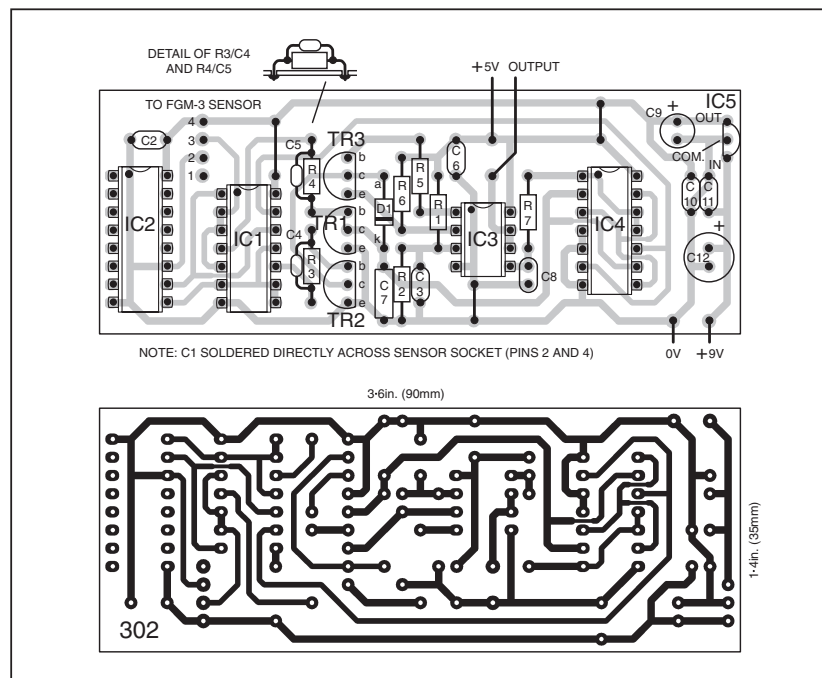 DETAIL OF R3/C4
AND R4/C5
+5V OUTPUT
TO FGM-3 SENSOR
4
3
2
1
C2
IC2
IC1
C5
R
4
C4
R
3
TR3
b
c
e
TR1
b
c
e
TR2
b
c
e
a
D1
k
R
6
R
5
C
6
R
1
C
7
R
2
C
3
IC3
R
7
C8
IC4
C9
+
IC5
OUT
COM.
IN
C
10
C
11
+
C12
NOTE: C1 SOLDERED DIRECTLY ACROSS SENSOR SOCKET (PINS 2 AND 4)
0V
+9V
3·6in. (90mm)
1·4in. (35mm)
302